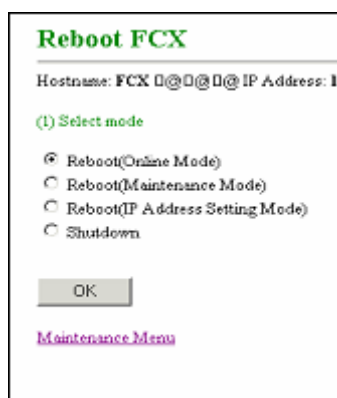 Reboot FCX
Hostname: FCX ▯@▯@▯@ IP Address:
(1) Select mode
Reboot(Online Mode)
Reboot(Maintenance Mode)
Reboot(IP Address Setting Mode)
Shutdown
OK
Maintenance Menu